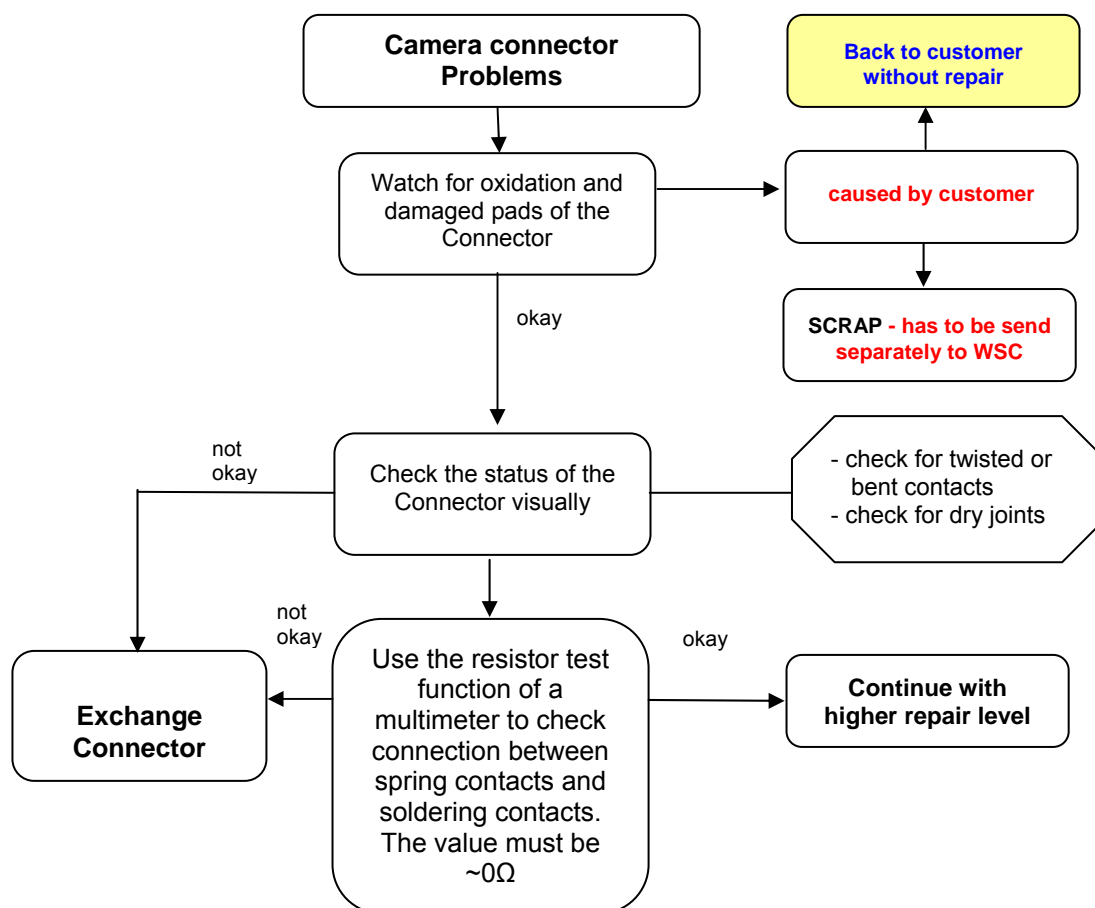 Camera connector
Problems
Back to customer
without repair
Watch for oxidation and
damaged pads of the
Connector
caused by customer
okay
SCRAP - has to be send
separately to WSC
not
okay
Check the status of the
Connector visually
- check for twisted or
bent contacts
- check for dry joints
not
okay
okay
Use the resistor test
function of a
multimeter to check
connection between
spring contacts and
soldering contacts.
The value must be
~0Ω
Exchange
Connector
Continue with
higher repair level